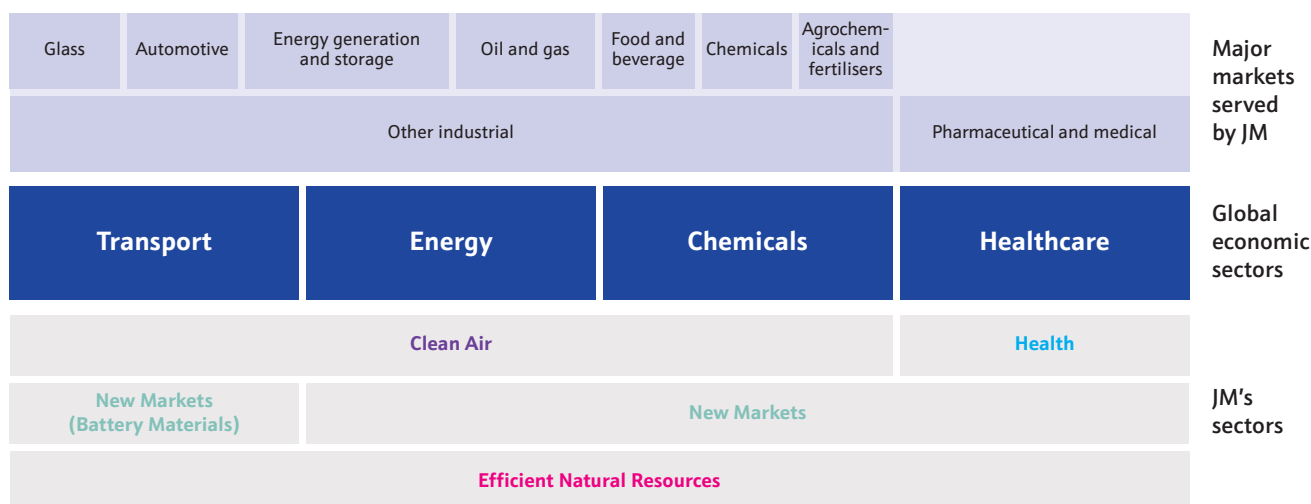 Glass
Automotive
Energy generation
and storage
Oil and gas
Food and
beverage
Chemicals
Agrochem-
icals and
fertilisers
Major
markets
served
by JM
Other industrial
Pharmaceutical and medical
Transport
Energy
Chemicals
Healthcare
Global
economic
sectors
Clean Air
Health
New Markets
(Battery Materials)
New Markets
JM's
sectors
Efficient Natural Resources